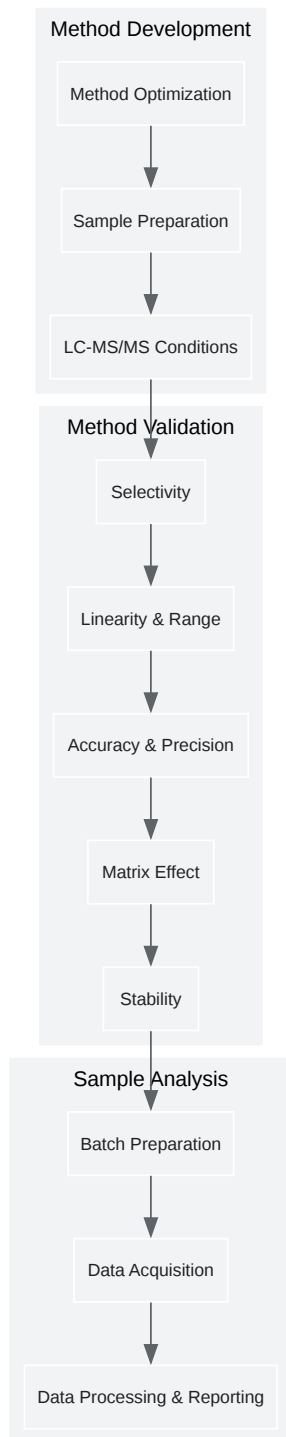 Method Development
Method Optimization
Sample Preparation
LC-MS/MS Conditions
Method Validation
Selectivity
Linearity & Range
Accuracy & Precision
Matrix Effect
Stability
Sample Analysis
Batch Preparation
Data Acquisition
Data Processing & Reporting